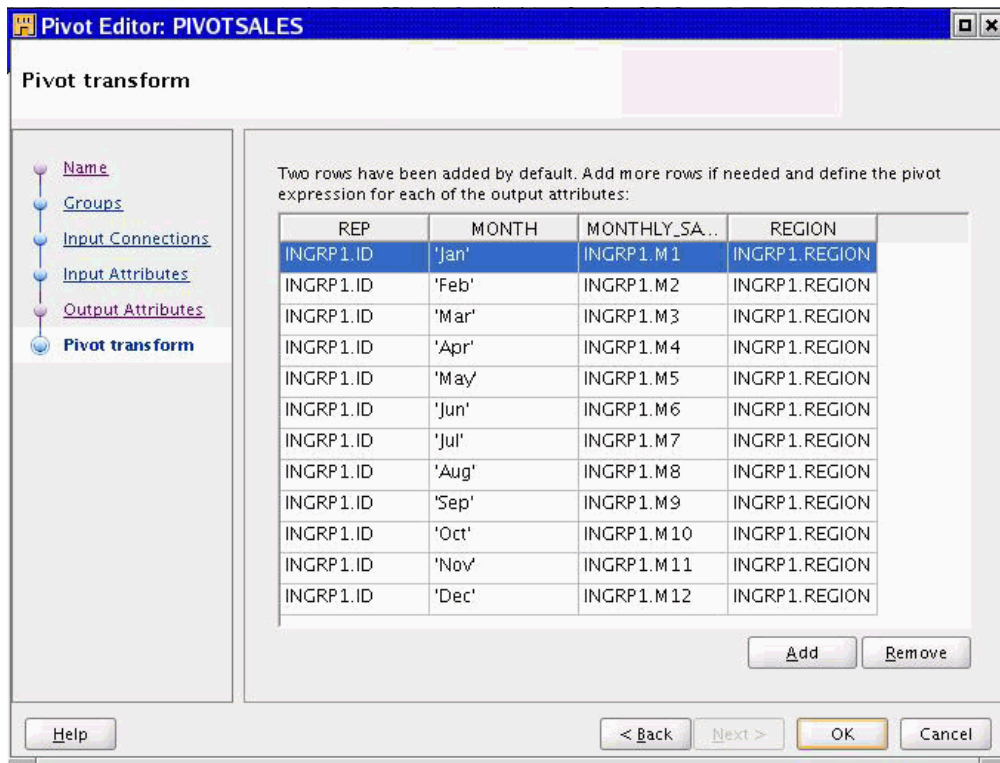 Pivot Editor: PIVOTSALES
Pivot transform
Name
Groups
Input Connections
Input Attributes
Output Attributes
Pivot transform
Two rows have been added by default. Add more rows if needed and define the pivot
expression for each of the output attributes:
REP MONTH MONTHLY_SA... REGION
INGRP1.ID 'Jan' INGRP1.M1 INGRP1.REGION
INGRP1.ID 'Feb' INGRP1.M2 INGRP1.REGION
INGRP1.ID 'Mar' INGRP1.M3 INGRP1.REGION
INGRP1.ID 'Apr' INGRP1.M4 INGRP1.REGION
INGRP1.ID 'May' INGRP1.M5 INGRP1.REGION
INGRP1.ID 'Jun' INGRP1.M6 INGRP1.REGION
INGRP1.ID 'Jul' INGRP1.M7 INGRP1.REGION
INGRP1.ID 'Aug' INGRP1.M8 INGRP1.REGION
INGRP1.ID 'Sep' INGRP1.M9 INGRP1.REGION
INGRP1.ID 'Oct' INGRP1.M10 INGRP1.REGION
INGRP1.ID 'Nov' INGRP1.M11 INGRP1.REGION
INGRP1.ID 'Dec' INGRP1.M12 INGRP1.REGION
Add Remove
Help < Back Next > OK Cancel